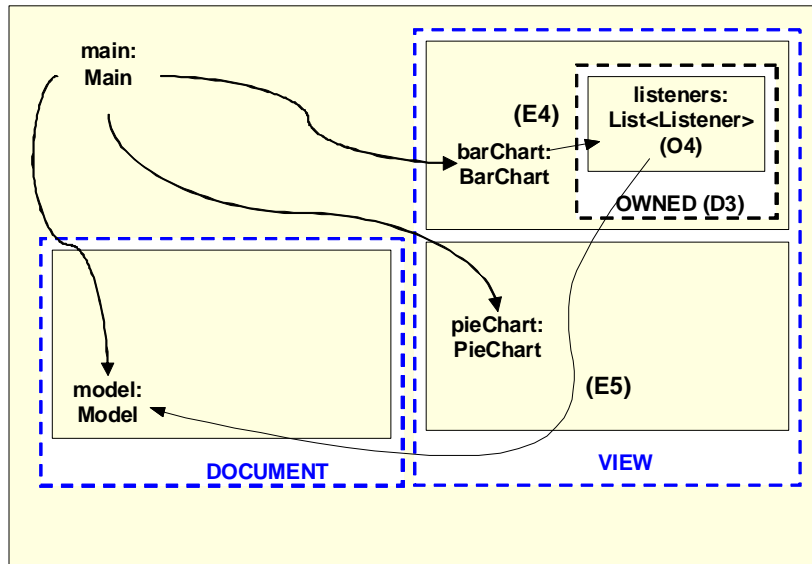 main:
Main
listeners:
List<Listener>
(O4)
(E4)
barChart:
BarChart
OWNED (D3)
pieChart:
PieChart
model:
Model
(E5)
DOCUMENT
VIEW